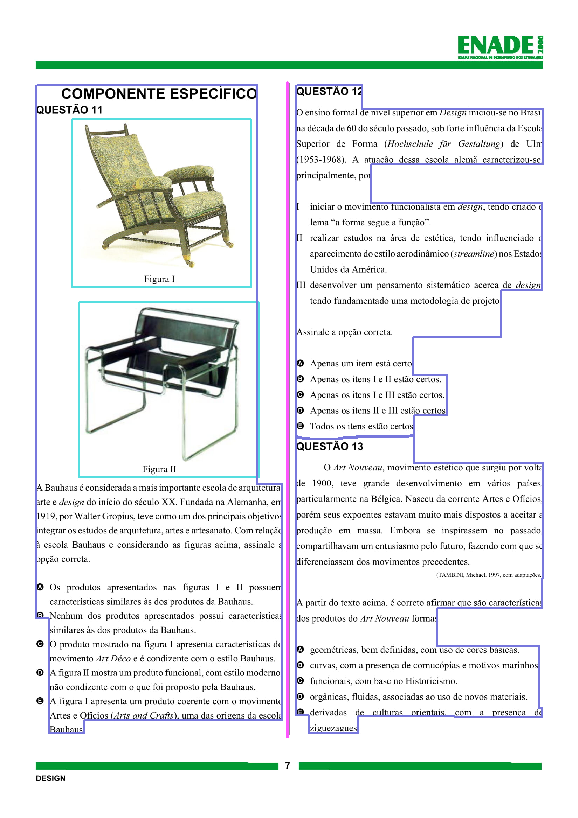 ENADE
COMPONENTE ESPECÍFICO
QUESTÃO 11
Figura I
Figura II
A Bauhaus é considerada a mais importante escola de arquitetura,
arte e design do início do século XX. Fundada na Alemanha, em
1919, por Walter Gropius, teve como um dos principais objetivos
integrar os estudos de arquitetura, artes e artesanato. Com relação
à escola Bauhaus e considerando as figuras acima, assinale a
opção correta.
A Os produtos apresentados nas figuras I e II possuem
características similares às dos produtos da Bauhaus.
B Nenhum dos produtos apresentados possui características
similares às dos produtos da Bauhaus.
C O produto mostrado na figura I apresenta características do
movimento Art Déco e é condizente com o estilo Bauhaus.
D A figura II mostra um produto funcional, com estilo moderno,
não condizente com o que foi proposto pela Bauhaus.
E A figura I apresenta um produto coerente com o movimento
Artes e Ofícios (Arts and Crafts), uma das origens da escola
Bauhaus.
QUESTÃO 12
O ensino formal de nível superior em Design iniciou-se no Brasil
na década de 60 do século passado, sob forte influência da Escola
Superior de Forma (Hochschule für Gestaltung) de Ulm
(1953-1968). A atuação dessa escola alemã caracterizou-se,
principalmente, por
I iniciar o movimento funcionalista em design, tendo criado o
lema “a forma segue a função”.
II realizar estudos na área de estética, tendo influenciado o
aparecimento do estilo aerodinâmico (streamline) nos Estados
Unidos da América.
III desenvolver um pensamento sistemático acerca de design,
tendo fundamentado uma metodologia de projeto.
Assinale a opção correta.
A Apenas um item está certo.
B Apenas os itens I e II estão certos.
C Apenas os itens I e III estão certos.
D Apenas os itens II e III estão certos.
E Todos os itens estão certos.
QUESTÃO 13
O Art Nouveau, movimento estético que surgiu por volta
de 1900, teve grande desenvolvimento em vários países,
particularmente na Bélgica. Nasceu da corrente Artes e Ofícios,
porém seus expoentes estavam muito mais dispostos a aceitar a
produção em massa. Embora se inspirassem no passado,
compartilhavam um entusiasmo pelo futuro, fazendo com que se
diferenciassem dos movimentos precedentes.
(TAMBINI, Michael, 1997, com adaptações).
A partir do texto acima, é correto afirmar que são características
dos produtos do Art Nouveau formas
A geométricas, bem definidas, com uso de cores básicas.
B curvas, com a presença de cornucópias e motivos marinhos.
C funcionais, com base no Historicismo.
D orgânicas, fluidas, associadas ao uso de novos materiais.
E derivadas de culturas orientais, com a presença de
ziguezagues.
7
DESIGN